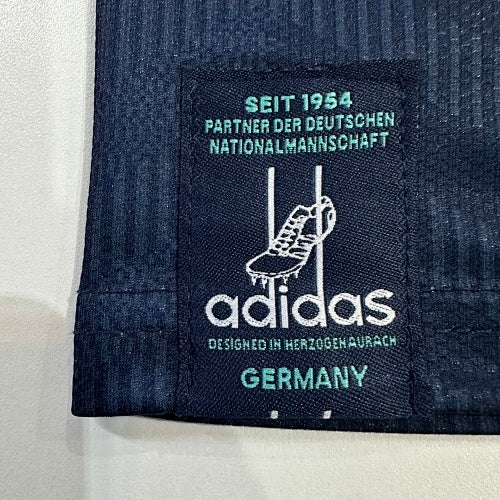 SEIT 1954
PARTNER DER DEUTSCHEN
NATIONALMANNSCHAFT
adidas
DESIGNED IN HERZOGENAURACH
GERMANY